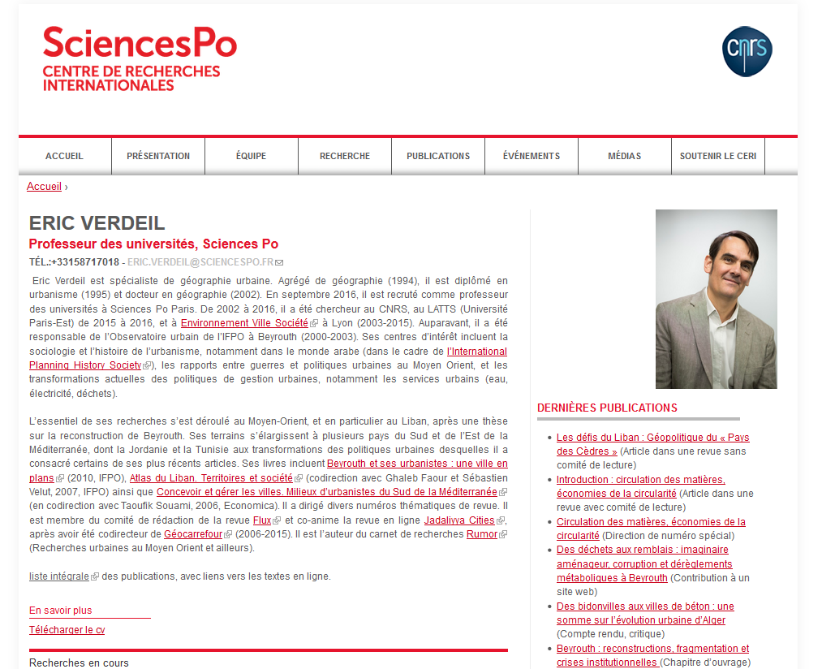 SciencesPo
CENTRE DE RECHERCHES
INTERNATIONALES
cnrs
ACCUEIL
PRÉSENTATION
ÉQUIPE
RECHERCHE
PUBLICATIONS
ÉVÉNEMENTS
MÉDIAS
SOUTENIR LE CERI
Accueil ›
ERIC VERDEIL
Professeur des universités, Sciences Po
TÉL.:+33158717018 - ERIC.VERDEIL@SCIENCESPO.FR
Eric Verdeil est spécialiste de géographie urbaine. Agrégé de géographie (1994), il est diplômé en
urbanisme (1995) et docteur en géographie (2002). En septembre 2016, il est recruté comme professeur
des universités à Sciences Po Paris. De 2002 à 2016, il a été chercheur au CNRS, au LATTS (Université
Paris-Est) de 2015 à 2016, et à Environnement Ville Société à Lyon (2003-2015). Auparavant, il a été
responsable de l'Observatoire urbain de l'IFPO à Beyrouth (2000-2003). Ses centres d'intérêt incluent la
sociologie et l'histoire de l'urbanisme, notamment dans le monde arabe (dans le cadre de l'International
Planning History Society), les rapports entre guerres et politiques urbaines au Moyen Orient, et les
transformations actuelles des politiques de gestion urbaines, notamment les services urbains (eau,
électricité, déchets).
L'essentiel de ses recherches s'est déroulé au Moyen-Orient, et en particulier au Liban, après une thèse
sur la reconstruction de Beyrouth. Ses terrains s'élargissent à plusieurs pays du Sud et de l'Est de la
Méditerranée, dont la Jordanie et la Tunisie aux transformations des politiques urbaines desquelles il a
consacré certains de ses plus récents articles. Ses livres incluent Beyrouth et ses urbanistes : une ville en
plans (2010, IFPO), Atlas du Liban. Territoires et société (codirection avec Ghaleb Faour et Sébastien
Velut, 2007, IFPO) ainsi que Concevoir et gérer les villes. Milieux d'urbanistes du Sud de la Méditerranée
(en codirection avec Taoufik Souami, 2006, Economica). Il a dirigé divers numéros thématiques de revue. Il
est membre du comité de rédaction de la revue Flux et co-anime la revue en ligne Jadaliyya Cities,
après avoir été codirecteur de Géocarrefour (2006-2015). Il est l'auteur du carnet de recherches Rumor
(Recherches urbaines au Moyen Orient et ailleurs).
liste intégrale des publications, avec liens vers les textes en ligne.
En savoir plus
Télécharger le cv
Recherches en cours
DERNIÈRES PUBLICATIONS
• Les défis du Liban : Géopolitique du « Pays
des Cèdres » (Article dans une revue sans
comité de lecture)
• Introduction : circulation des matières,
économies de la circularité (Article dans une
revue avec comité de lecture)
• Circulation des matières, économies de la
circularité (Direction de numéro spécial)
• Des déchets aux remblais : imaginaire
aménageur, corruption et dérèglements
métaboliques à Beyrouth (Contribution à un
site web)
• Des bidonvilles aux villes de béton : une
somme sur l'évolution urbaine d'Alger
(Compte rendu, critique)
• Beyrouth : reconstructions, fragmentation et
crises institutionnelles (Chapitre d'ouvrage)